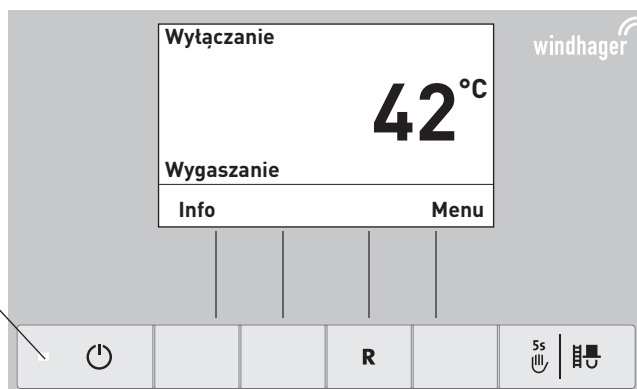 Wyłączanie
windhager
42 °C
Wygaszanie
Info Menu
R 5s